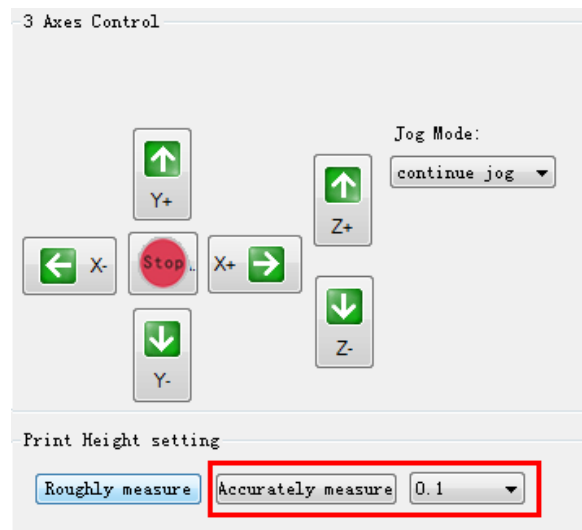 3 Axes Control
Jog Mode:
continue jog
Y+
Z+
X-
Stop
..
X+
Z-
Y-
Print Height setting
Roughly measure
Accurately measure
0.1